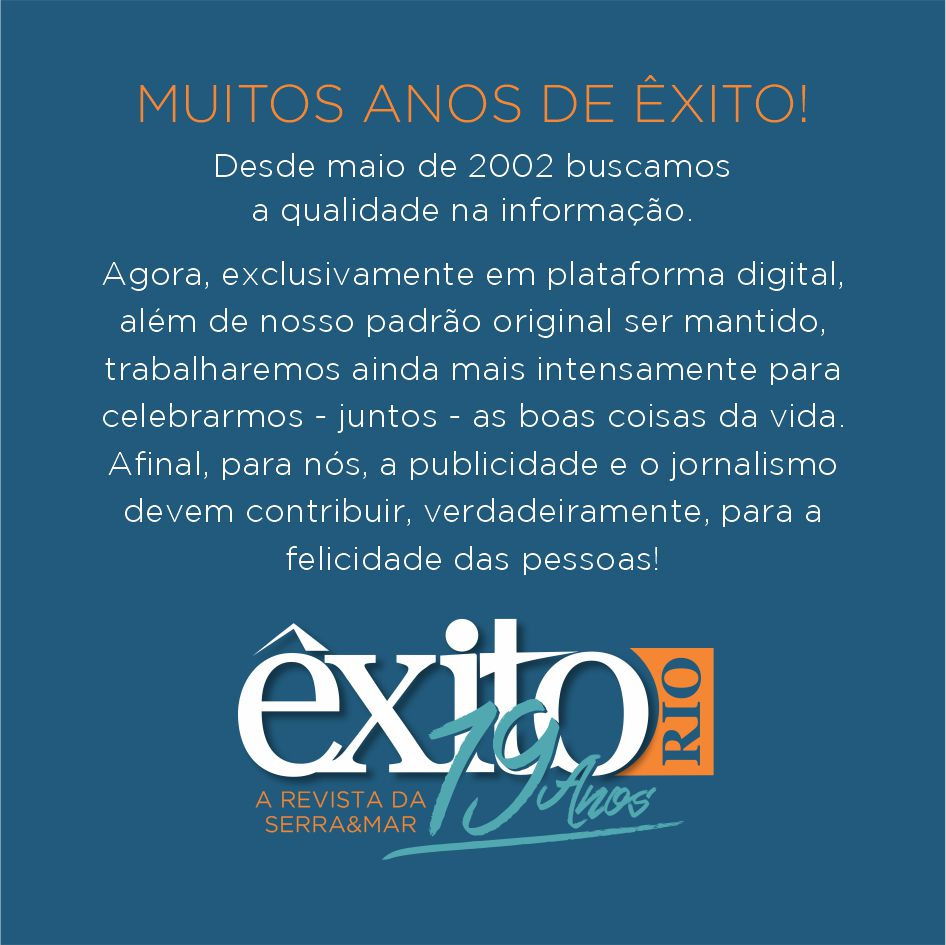 MUITOS ANOS DE ÊXITO!
Desde maio de 2002 buscamos
a qualidade na informação.
Agora, exclusivamente em plataforma digital,
além de nosso padrão original ser mantido,
trabalharemos ainda mais intensamente para
celebrarmos - juntos - as boas coisas da vida.
Afinal, para nós, a publicidade e o jornalismo
devem contribuir, verdadeiramente, para a
felicidade das pessoas!
êxito RIO
19 Anos
A REVISTA DA
SERRA&MAR